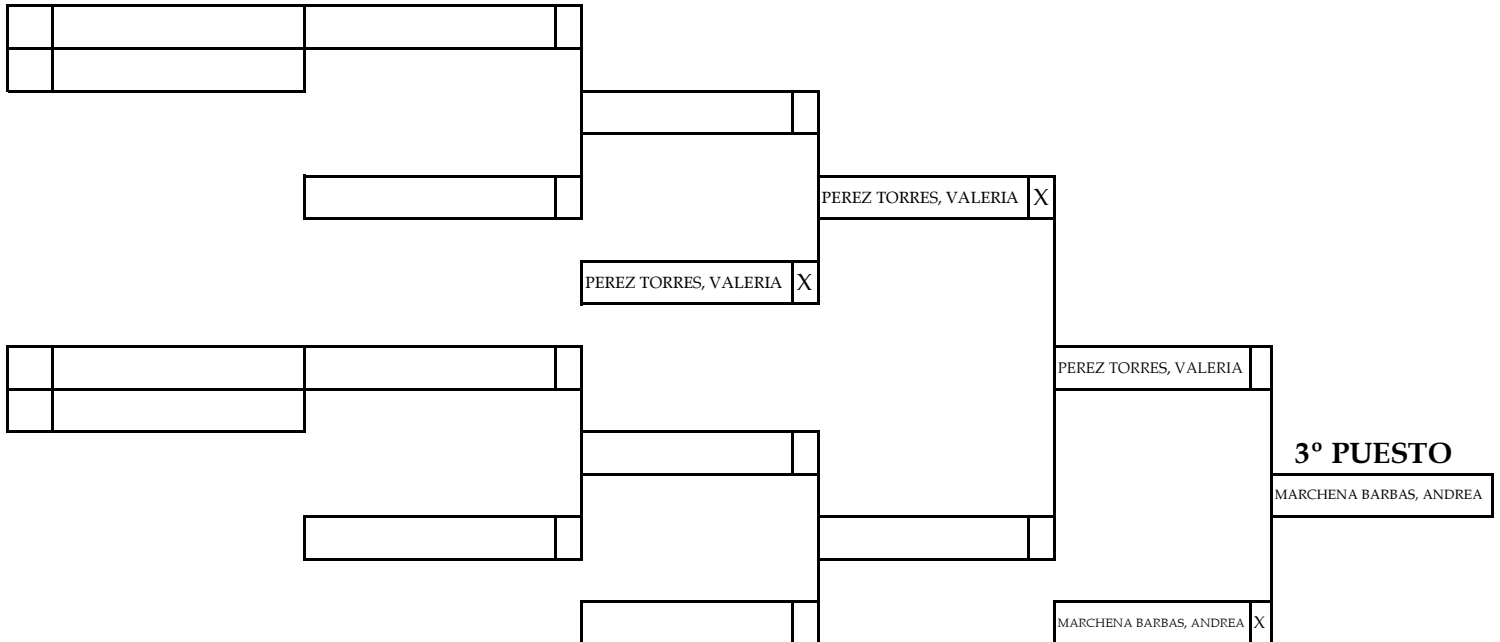 PEREZ TORRES, VALERIA X
PEREZ TORRES, VALERIA X
PEREZ TORRES, VALERIA
3º PUESTO
MARCHENA BARBAS, ANDREA
MARCHENA BARBAS, ANDREA X